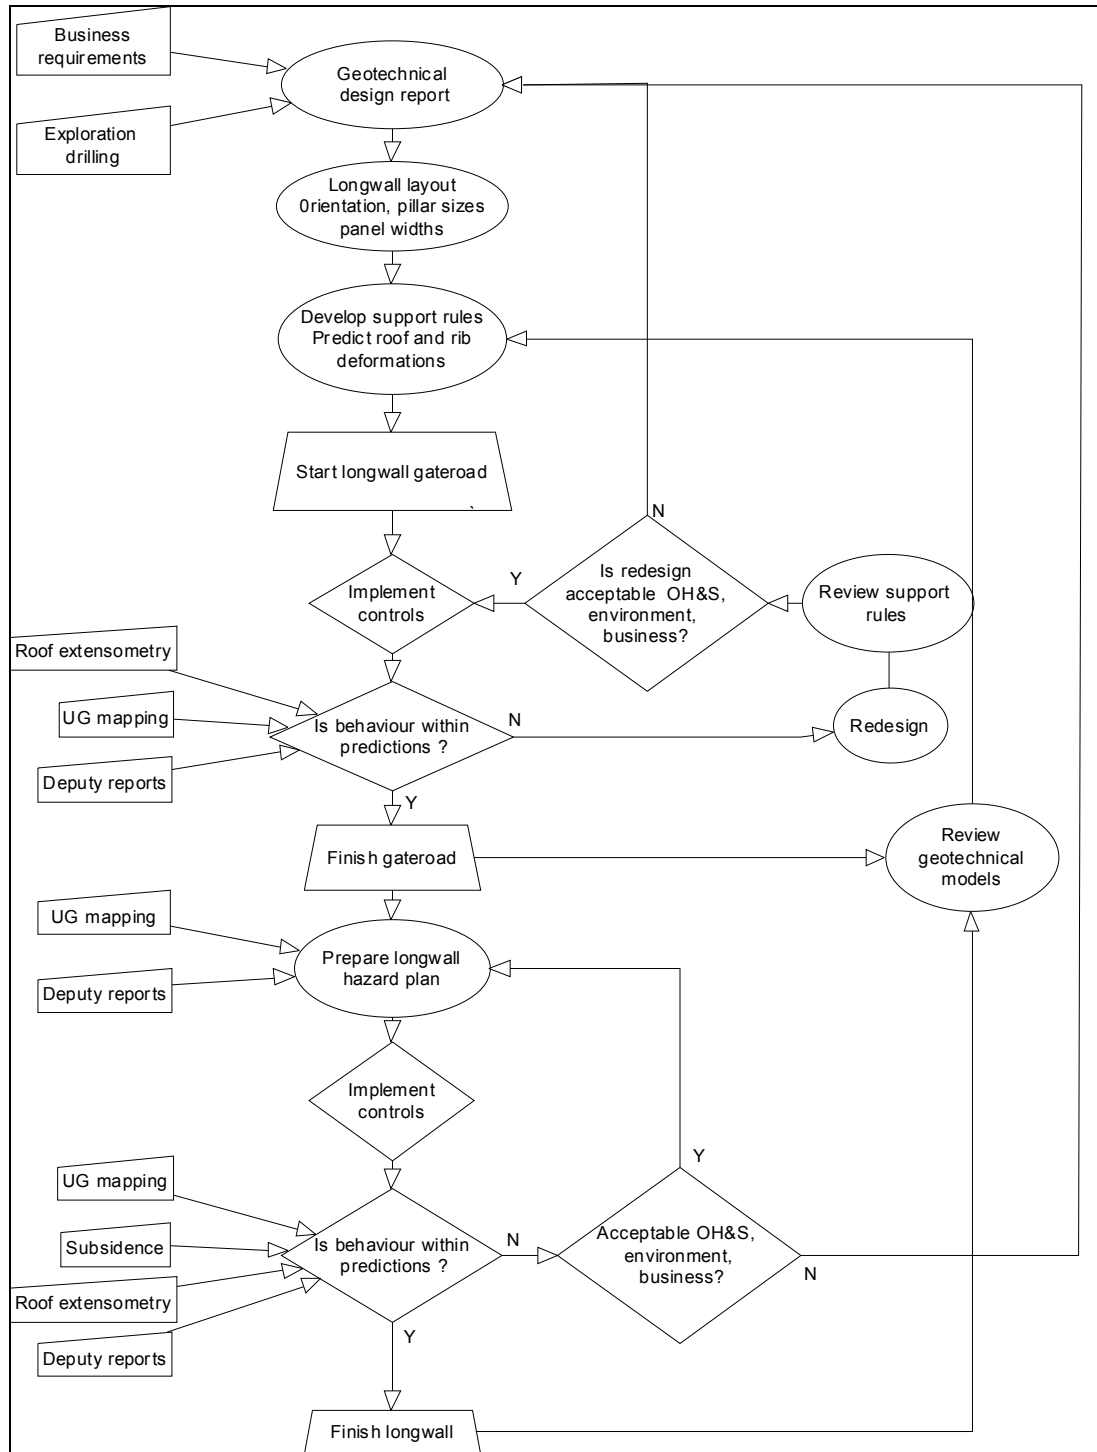 Business
requirements
Geotechnical
design report
Exploration
drilling
Longwall layout
0rientation, pillar sizes
panel widths
Develop support rules
Predict roof and rib
deformations
Start longwall gateroad
`
N
Is redesign
acceptable OH&S,
environment,
business?
Y
Implement
controls
Review support
rules
Roof extensometry
UG mapping
Deputy reports
Is behaviour within
predictions ?
N
Redesign
Y
Finish gateroad
Review
geotechnical
models
UG mapping
Deputy reports
Prepare longwall
hazard plan
Implement
controls
UG mapping
Subsidence
Roof extensometry
Deputy reports
Is behaviour within
predictions ?
N
Y
Acceptable OH&S,
environment,
business?
N
Y
Finish longwall